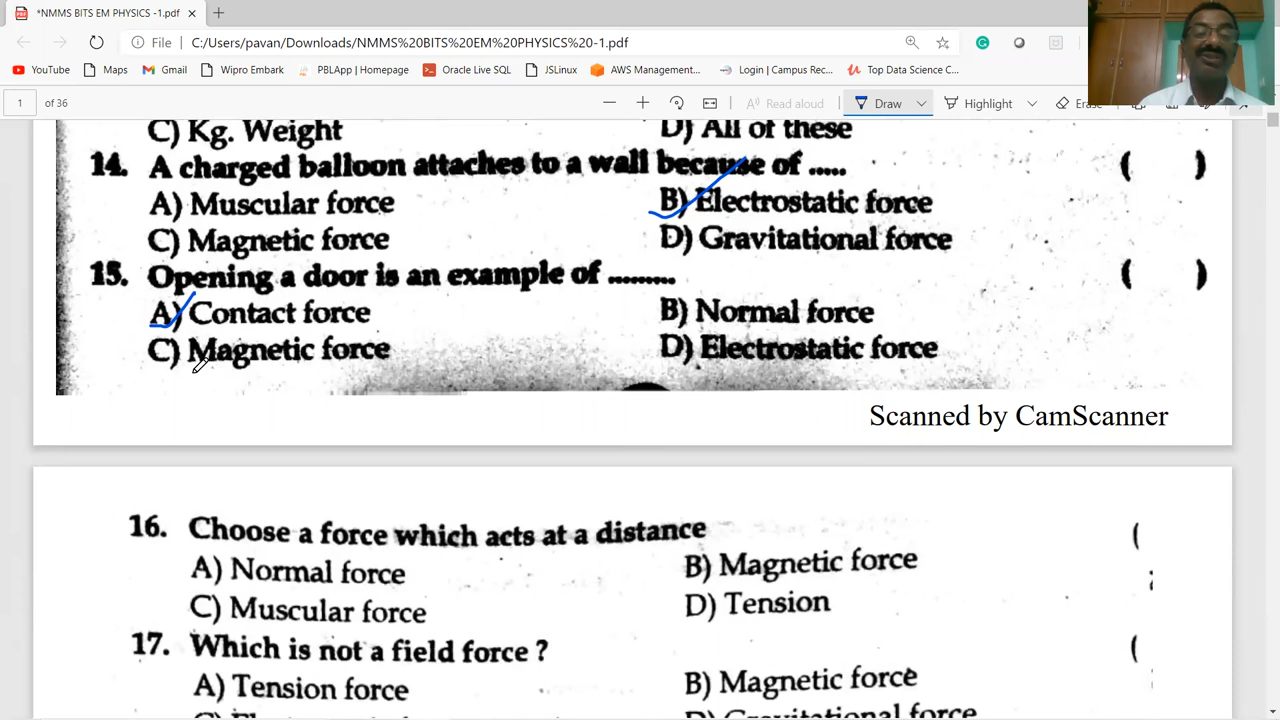 *NMMS BITS EM PHYSICS -1.pdf
File C:/Users/pavan/Downloads/NMMS%20BITS%20EM%20PHYSICS%20-1.pdf
YouTube Maps Gmail Wipro Embark PBLApp | Homepage Oracle Live SQL JSLinux AWS Management... Login | Campus Rec... Top Data Science C...
1 of 36 Read aloud Draw Highlight Erase
C) Kg. Weight D) All of these
14. A charged balloon attaches to a wall because of ..... ( )
A) Muscular force B) Electrostatic force
C) Magnetic force D) Gravitational force
15. Opening a door is an example of ......... ( )
A) Contact force B) Normal force
C) Magnetic force D) Electrostatic force
Scanned by CamScanner
16. Choose a force which acts at a distance (
A) Normal force B) Magnetic force
C) Muscular force D) Tension
17. Which is not a field force ? (
A) Tension force B) Magnetic force
D) Gravitational force